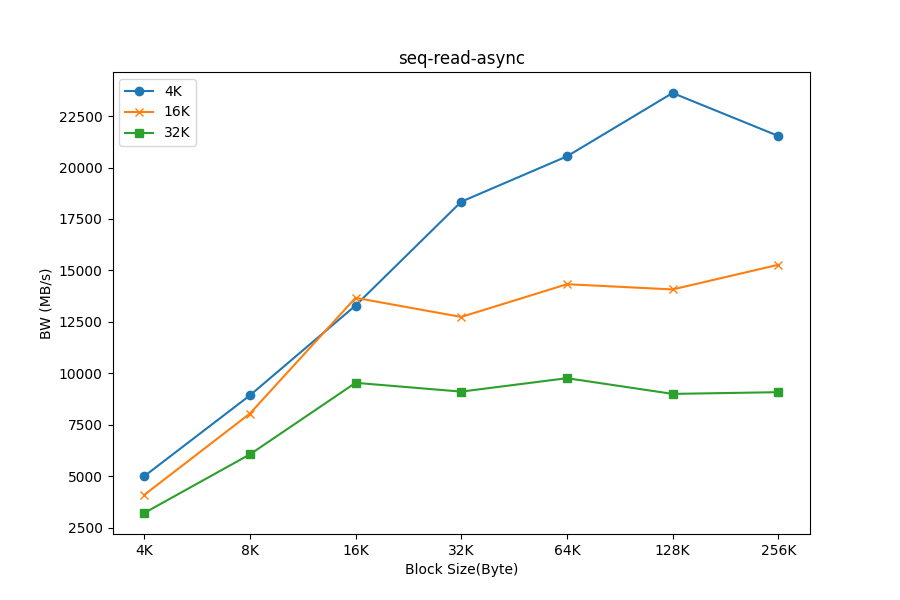 seq-read-async
4K
16K
32K
22500
20000
17500
15000
12500
10000
7500
5000
2500
BW (MB/s)
4K 8K 16K 32K 64K 128K 256K
Block Size(Byte)